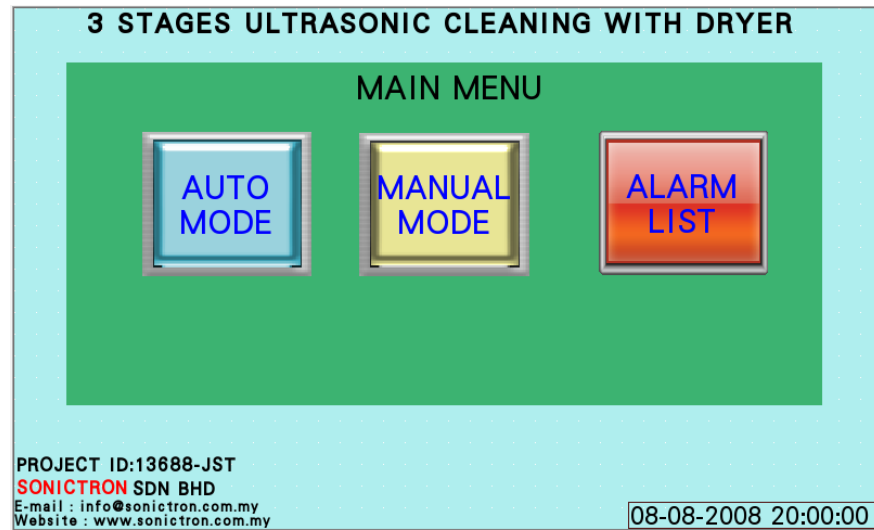 3 STAGES ULTRASONIC CLEANING WITH DRYER
MAIN MENU
AUTO
MODE
MANUAL
MODE
ALARM
LIST
PROJECT ID:13688-JST
SONICTRON SDN BHD
E-mail : info@sonictron.com.my
Website : www.sonictron.com.my
08-08-2008 20:00:00